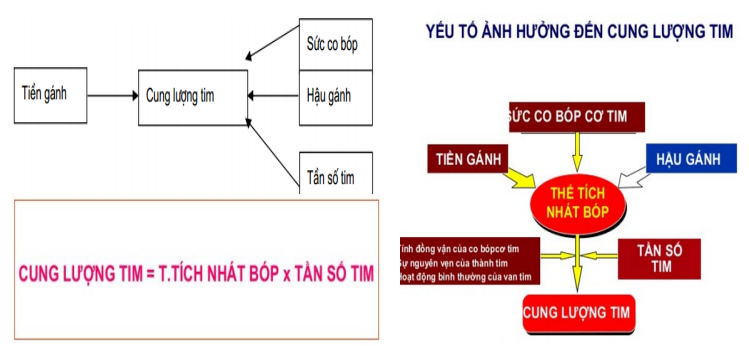 Sức co bóp
Tiền gánh
Cung lượng tim
Hậu gánh
Tần số tim
CUNG LƯỢNG TIM = T.TÍCH NHÁT BÓP x TẦN SỐ TIM
YẾU TỐ ẢNH HƯỞNG ĐẾN CUNG LƯỢNG TIM
SỨC CO BÓP CƠ TIM
TIỀN GÁNH
HẬU GÁNH
THỂ TÍCH
NHÁT BÓP
Tính đồng vận của co bópcơ tim
Sự nguyên vẹn của thành tim
Hoạt động bình thường của van tim
TẦN SỐ
TIM
CUNG LƯỢNG TIM